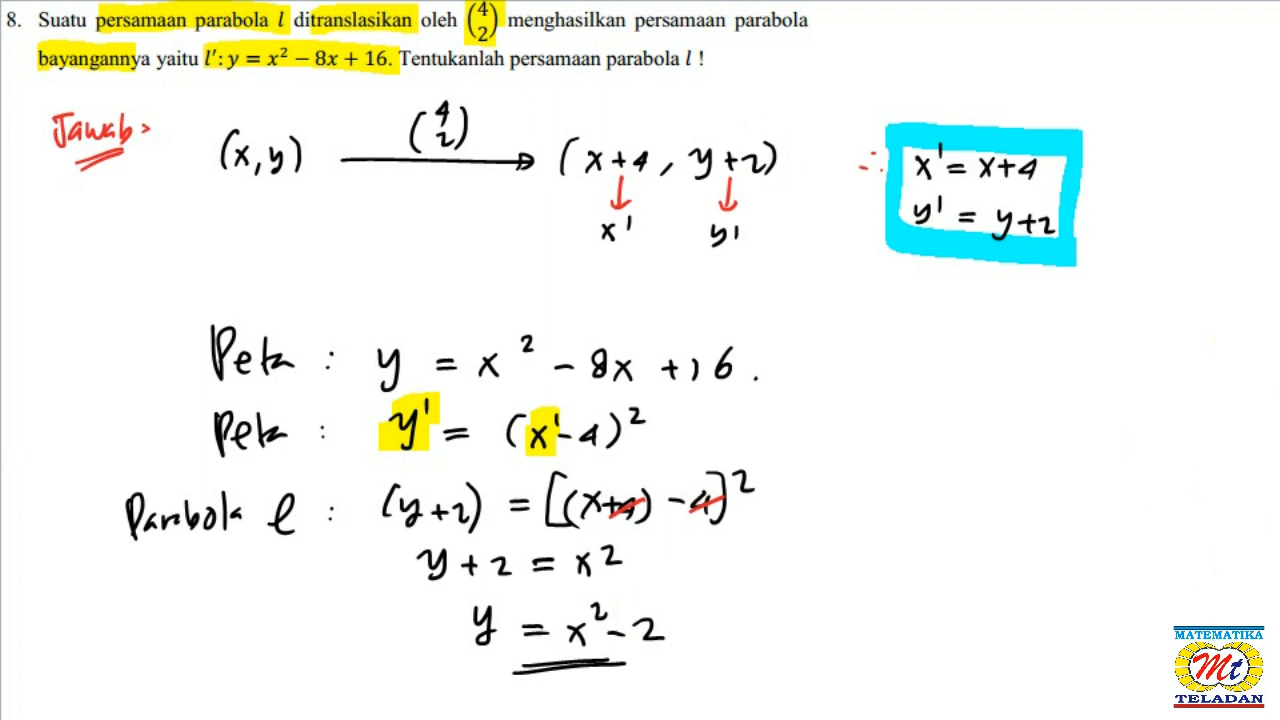 8. Suatu persamaan parabola l ditranslasikan oleh (4 2) menghasilkan persamaan parabola
bayangannya yaitu l′: y = x² − 8x + 16. Tentukanlah persamaan parabola l !
Jawab >
(x, y) (4 2) (x+4, y+2)
x' y'
∴ x' = x+4
y' = y+2
Peta : y = x² - 8x + 16.
Peta : y' = (x'-4)²
Parabola l : (y+2) = [(x+4) - 4]²
y + 2 = x²
y = x² - 2
MATEMATIKA
Mt
TELADAN